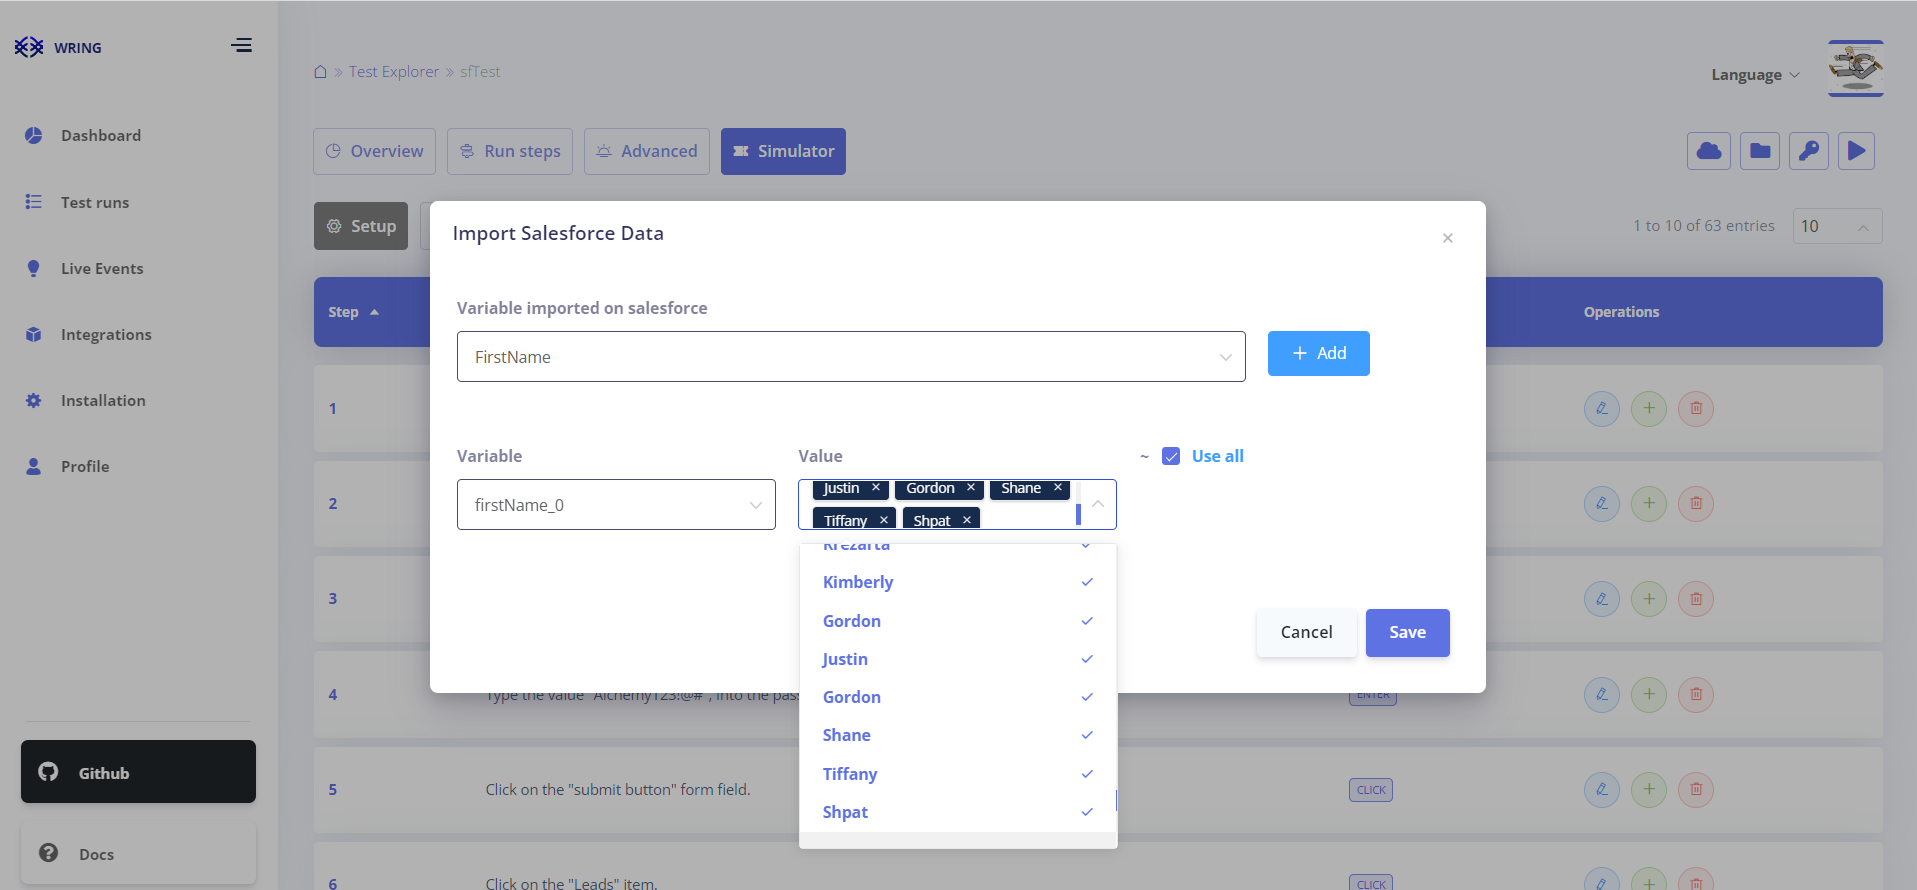 WRING
Test Explorer » sfTest
Language
Dashboard
Test runs
Live Events
Integrations
Installation
Profile
Github
Docs
Overview
Run steps
Advanced
Simulator
Setup
1 to 10 of 63 entries
10
Import Salesforce Data
×
Variable imported on salesforce
FirstName
+ Add
Variable
Value
~
Use all
firstName_0
Justin × Gordon × Shane ×
Tiffany × Shpat ×
Krezarta
Kimberly
Gordon
Justin
Gordon
Shane
Tiffany
Shpat
Cancel
Save
Step
Operations
1
2
3
4
Type the value "Alchemy123!@#", into the pas
ENTER
5
Click on the "submit button" form field.
CLICK
6
Click on the "Leads" item.
CLICK